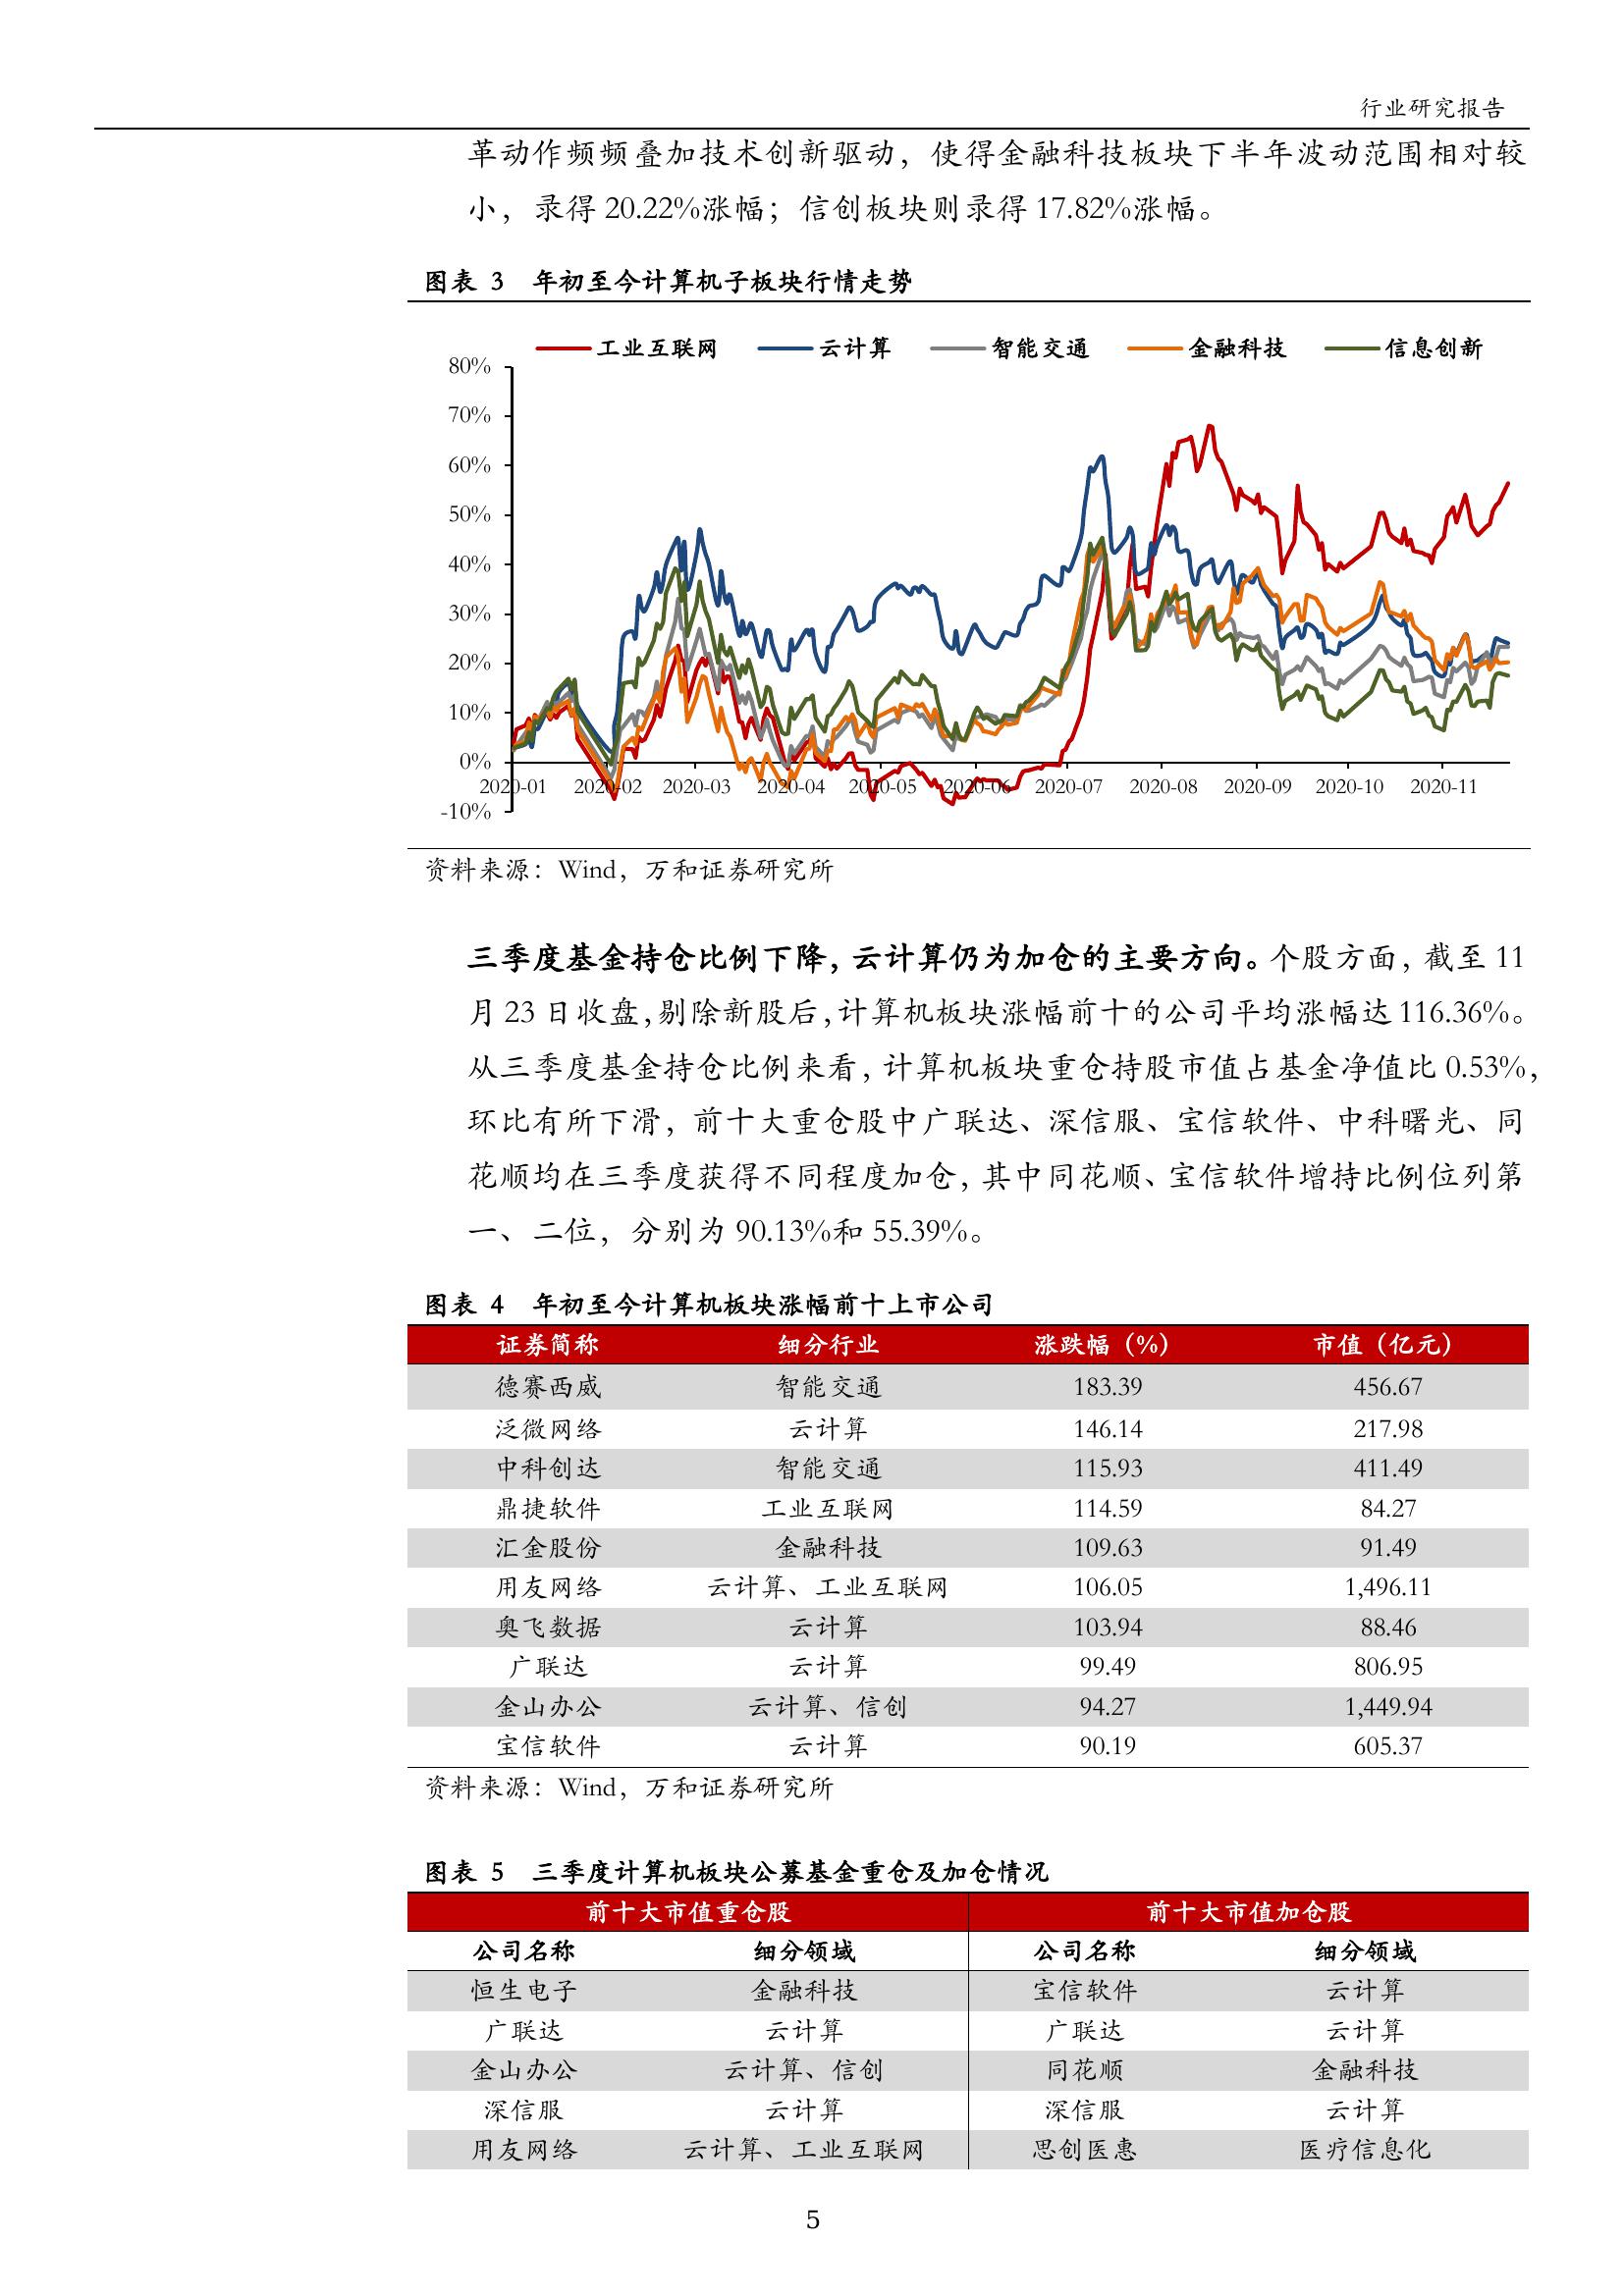 行业研究报告
革动作频频叠加技术创新驱动，使得金融科技板块下半年波动范围相对较
小，录得 20.22%涨幅；信创板块则录得 17.82%涨幅。
图表 3 年初至今计算机子板块行情走势
工业互联网 云计算 智能交通 金融科技 信息创新
80%
70%
60%
50%
40%
30%
20%
10%
0%
2020-01 2020-02 2020-03 2020-04 2020-05 2020-06 2020-07 2020-08 2020-09 2020-10 2020-11
-10%
资料来源：Wind，万和证券研究所
三季度基金持仓比例下降，云计算仍为加仓的主要方向。个股方面，截至 11
月 23 日收盘，剔除新股后，计算机板块涨幅前十的公司平均涨幅达 116.36%。
从三季度基金持仓比例来看，计算机板块重仓持股市值占基金净值比 0.53%，
环比有所下滑，前十大重仓股中广联达、深信服、宝信软件、中科曙光、同
花顺均在三季度获得不同程度加仓，其中同花顺、宝信软件增持比例位列第
一、二位，分别为 90.13%和 55.39%。
图表 4 年初至今计算机板块涨幅前十上市公司
证券简称 细分行业 涨跌幅（%） 市值（亿元）
德赛西威 智能交通 183.39 456.67
泛微网络 云计算 146.14 217.98
中科创达 智能交通 115.93 411.49
鼎捷软件 工业互联网 114.59 84.27
汇金股份 金融科技 109.63 91.49
用友网络 云计算、工业互联网 106.05 1,496.11
奥飞数据 云计算 103.94 88.46
广联达 云计算 99.49 806.95
金山办公 云计算、信创 94.27 1,449.94
宝信软件 云计算 90.19 605.37
资料来源：Wind，万和证券研究所
图表 5 三季度计算机板块公募基金重仓及加仓情况
前十大市值重仓股 前十大市值加仓股
公司名称 细分领域 公司名称 细分领域
恒生电子 金融科技 宝信软件 云计算
广联达 云计算 广联达 云计算
金山办公 云计算、信创 同花顺 金融科技
深信服 云计算 深信服 云计算
用友网络 云计算、工业互联网 思创医惠 医疗信息化
5